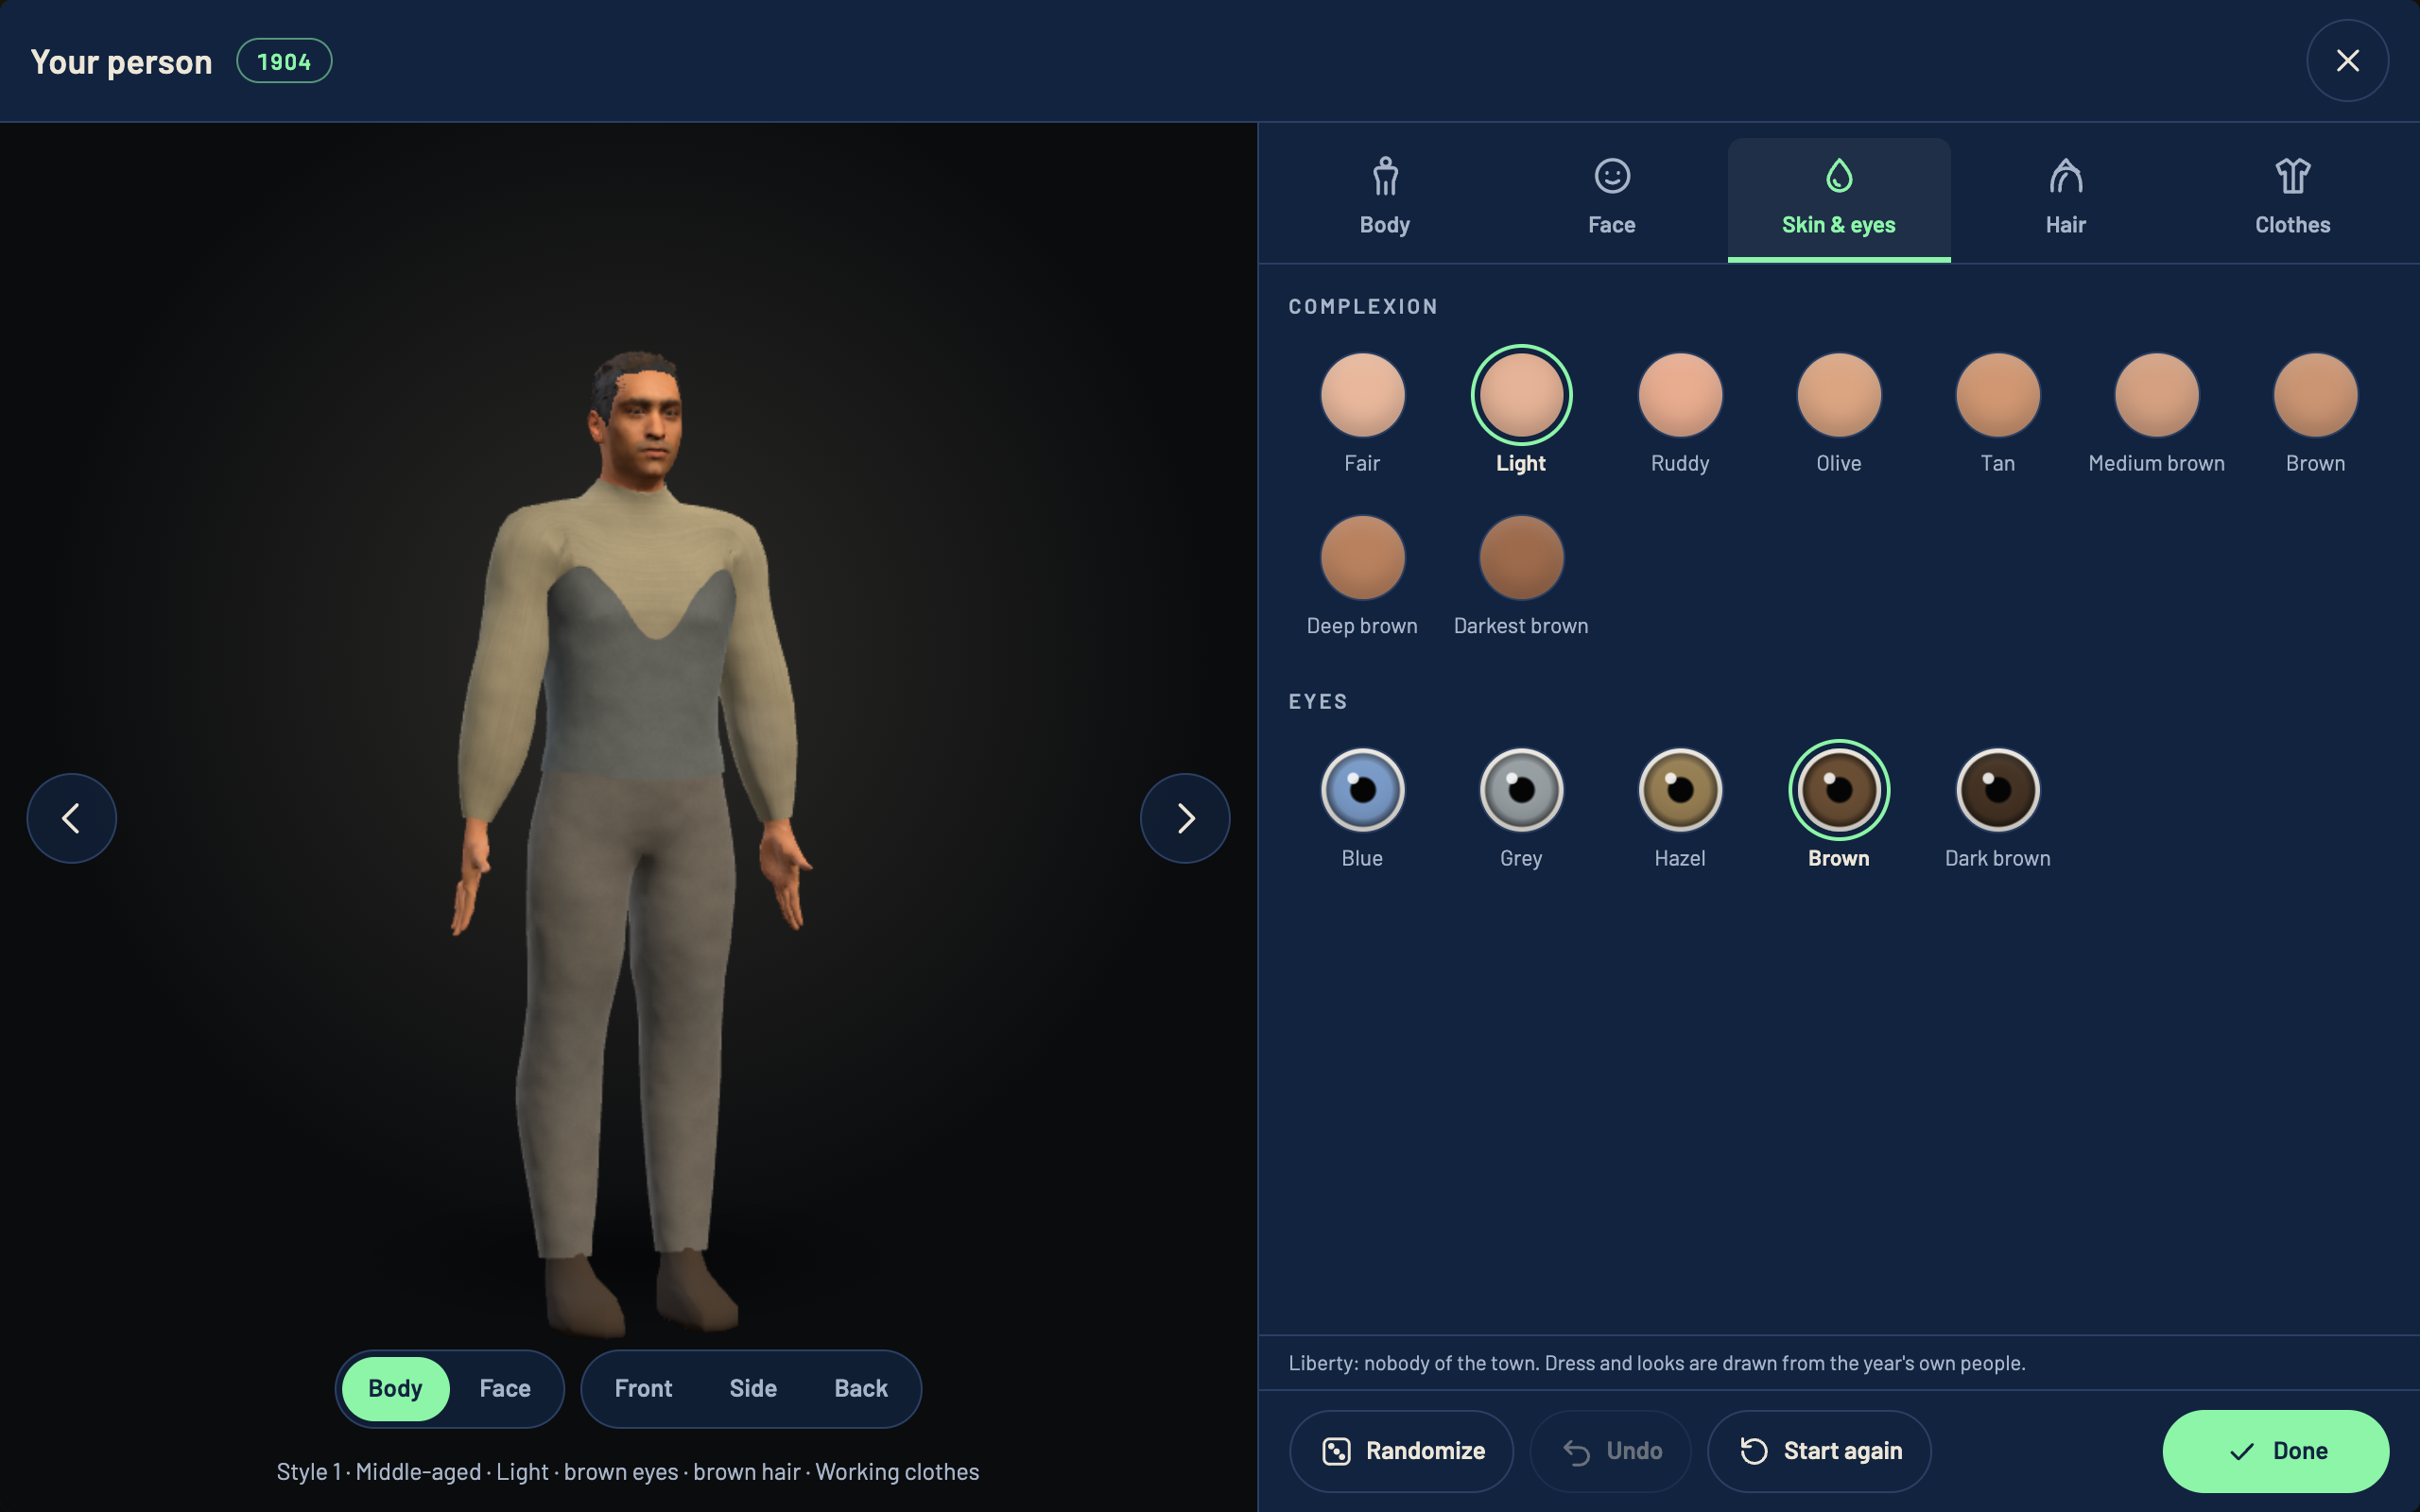 Your person
1904
Body
Face
Skin & eyes
Hair
Clothes
COMPLEXION
Fair
Light
Ruddy
Olive
Tan
Medium brown
Brown
Deep brown
Darkest brown
EYES
Blue
Grey
Hazel
Brown
Dark brown
Body
Face
Front
Side
Back
Style 1 · Middle-aged · Light · brown eyes · brown hair · Working clothes
Liberty: nobody of the town. Dress and looks are drawn from the year's own people.
Randomize
Undo
Start again
Done